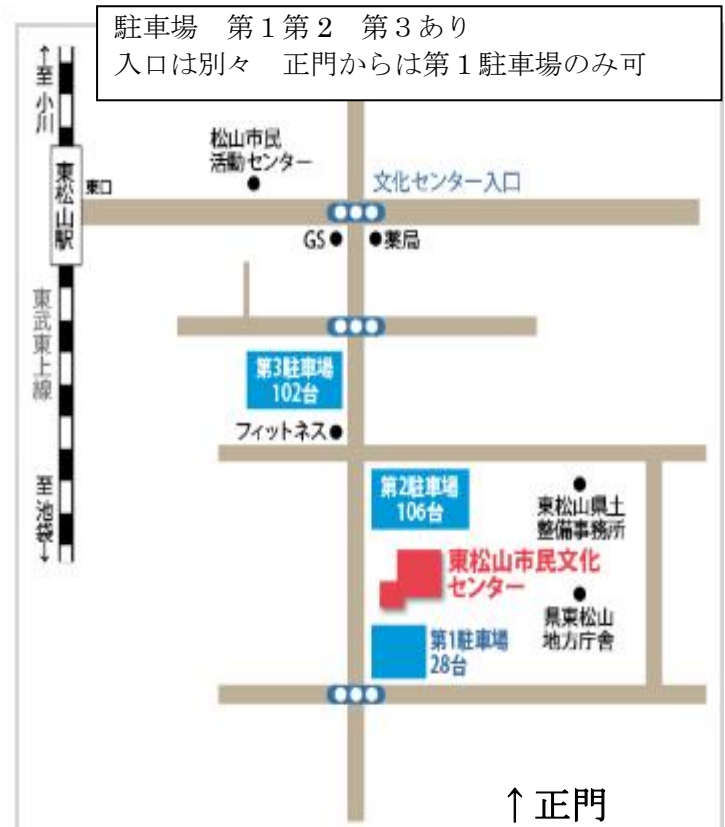 駐車場　第１第２　第３あり
入口は別々　正門からは第１駐車場のみ可
↑至 小川
東松山駅
東口
東武東上線
至池袋↓
松山市民
活動センター
文化センター入口
GS
薬局
第3駐車場
102台
フィットネス
第2駐車場
106台
東松山県土
整備事務所
東松山市民文化
センター
県東松山
地方庁舎
第1駐車場
28台
↑正門